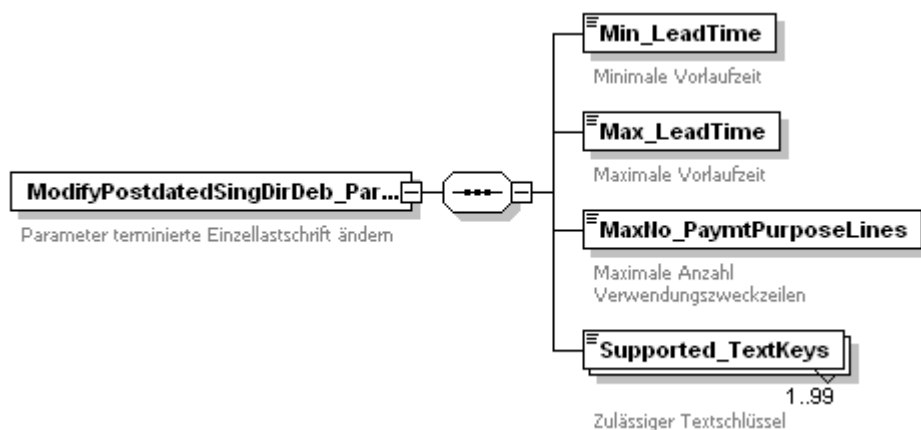 Min_LeadTime
Minimale Vorlaufzeit
Max_LeadTime
Maximale Vorlaufzeit
ModifyPostdatedSingDirDeb_Par...
Parameter terminierte Einzellastschrift ändern
MaxNo_PaymtPurposeLines
Maximale Anzahl
Verwendungszweckzeilen
Supported_TextKeys
1..99
Zulässiger Textschlüssel